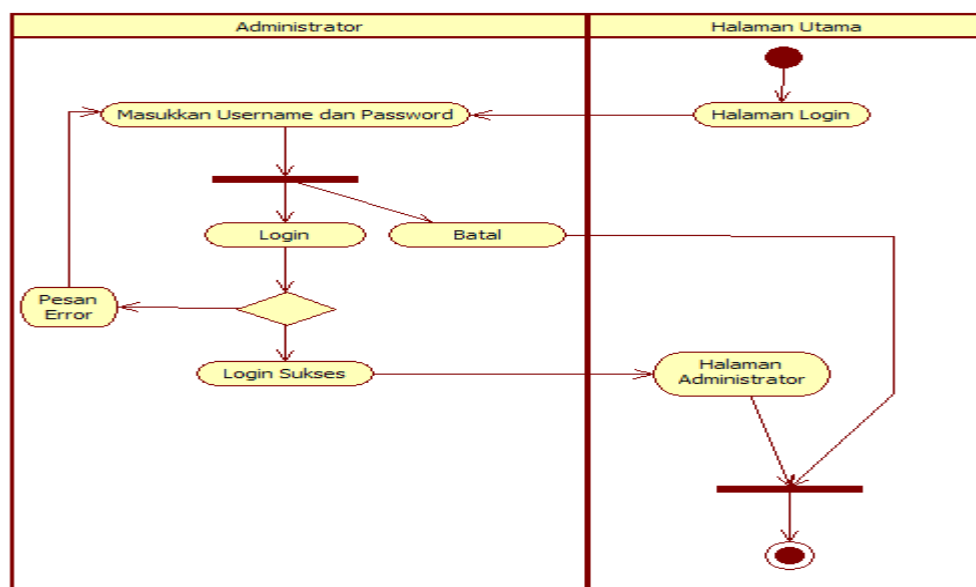 Administrator
Halaman Utama
Masukkan Username dan Password
Halaman Login
Login
Batal
Pesan
Error
Login Sukses
Halaman
Administrator